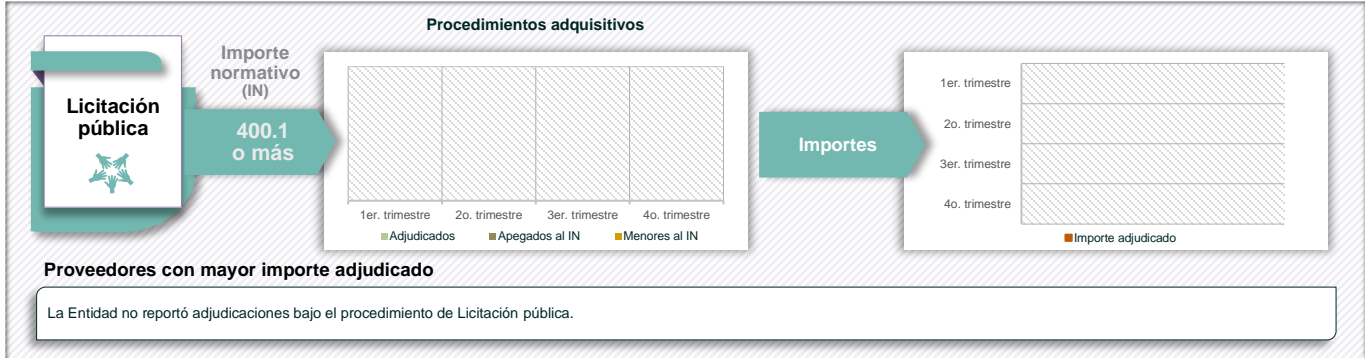 Procedimientos adquisitivos
Licitación
pública
Importe
normativo
(IN)
400.1
o más
1er. trimestre 2o. trimestre 3er. trimestre 4o. trimestre
Adjudicados Apegados al IN Menores al IN
Importes
1er. trimestre
2o. trimestre
3er. trimestre
4o. trimestre
Importe adjudicado
Proveedores con mayor importe adjudicado
La Entidad no reportó adjudicaciones bajo el procedimiento de Licitación pública.